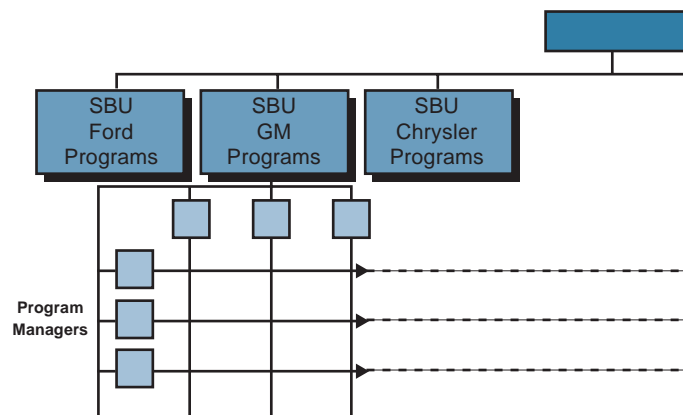 SBU
Ford
Programs
SBU
GM
Programs
SBU
Chrysler
Programs
Program
Managers